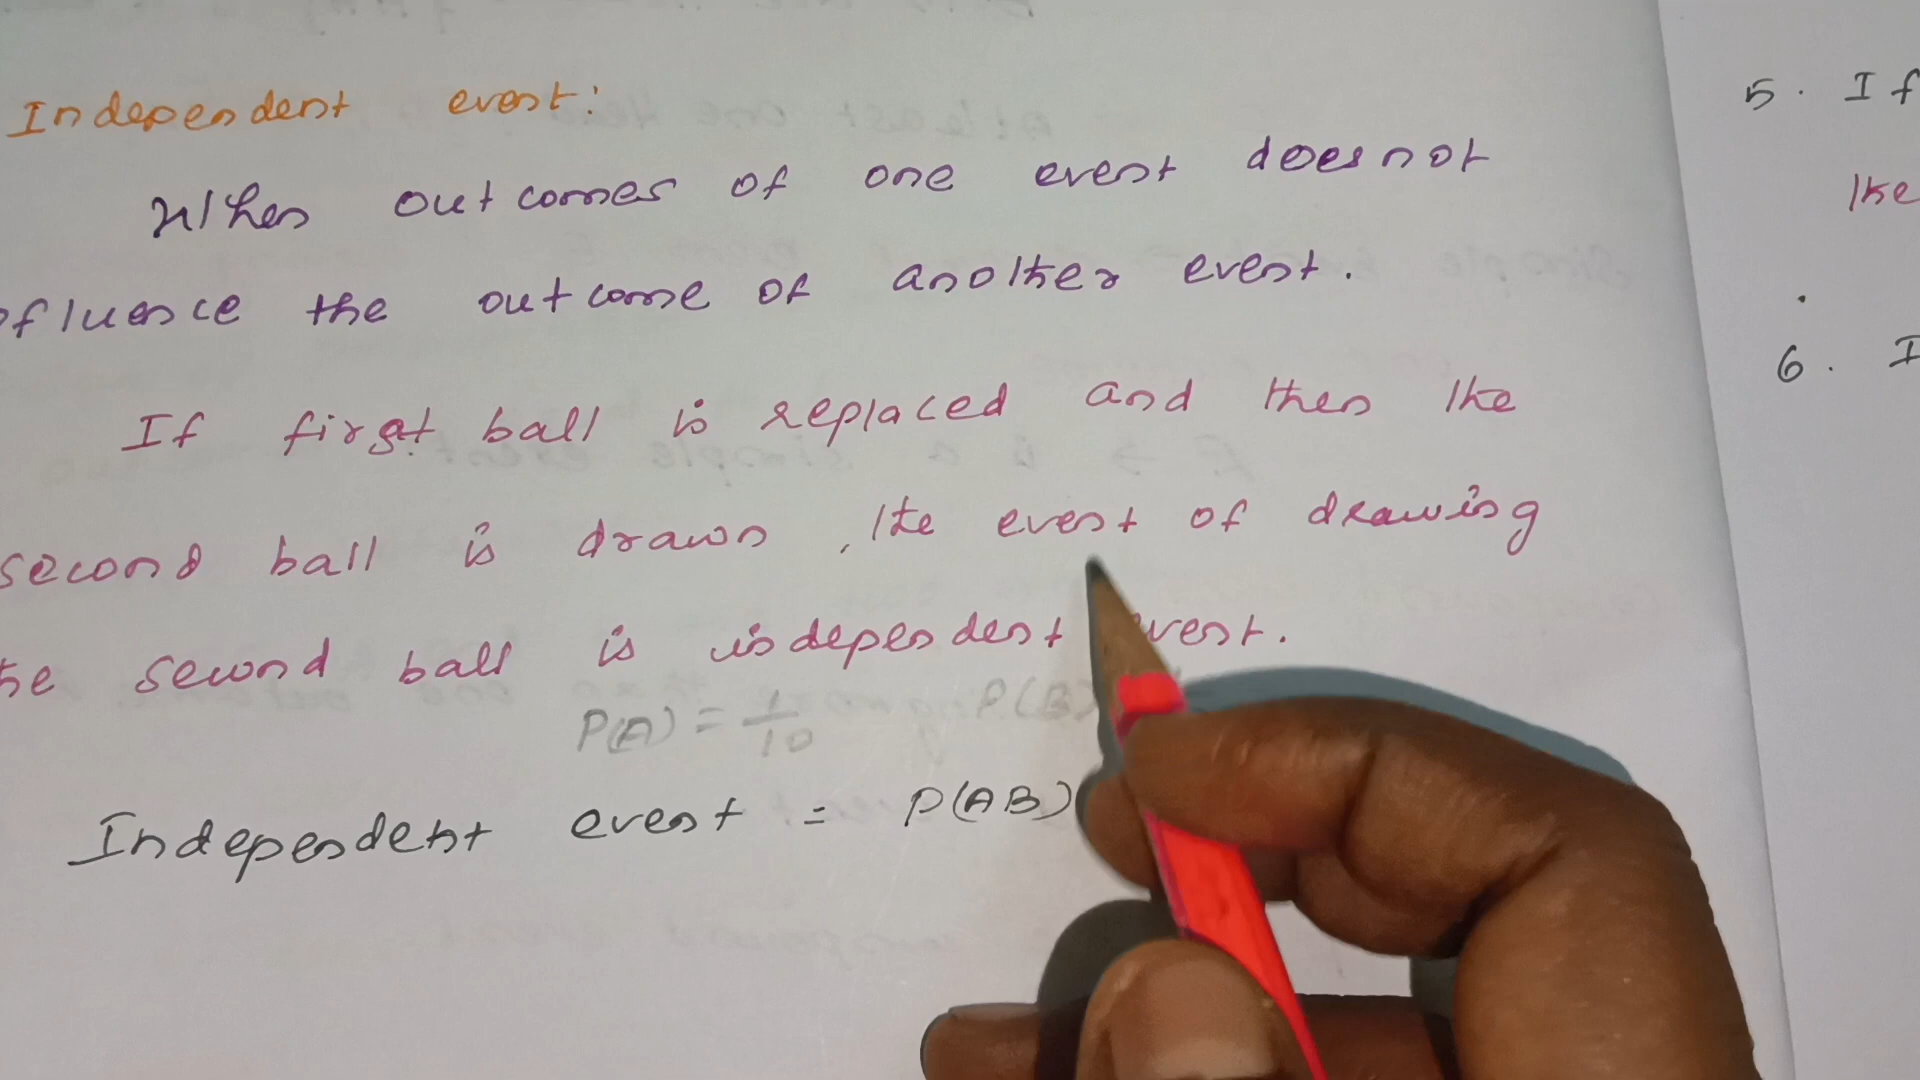 Independent event:
When outcomes of one event does not
fluence the outcome of another event.
If first ball is replaced and then the
second ball is drawn, the event of drawing
second ball is independent event.
P(A) = 1/10 P(B)
Independent event = P(AB)
5. If
the
6. I